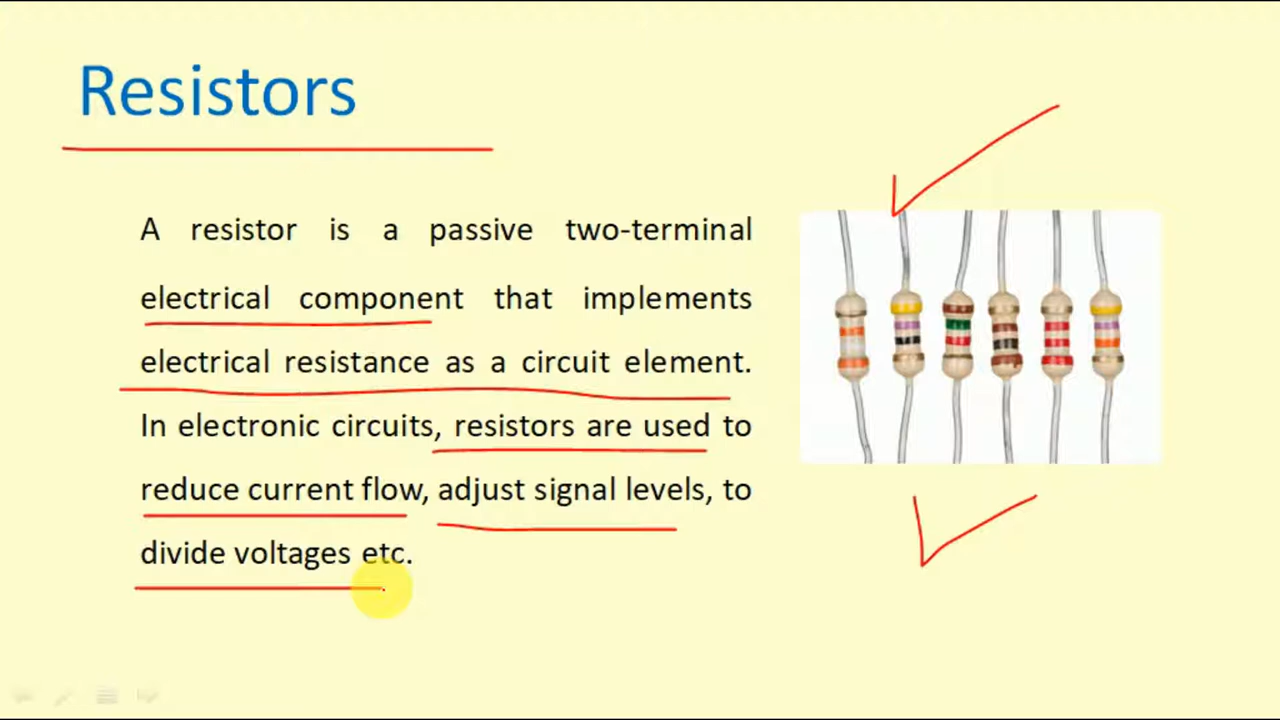 Resistors
A resistor is a passive two-terminal
electrical component that implements
electrical resistance as a circuit element.
In electronic circuits, resistors are used to
reduce current flow, adjust signal levels, to
divide voltages etc.